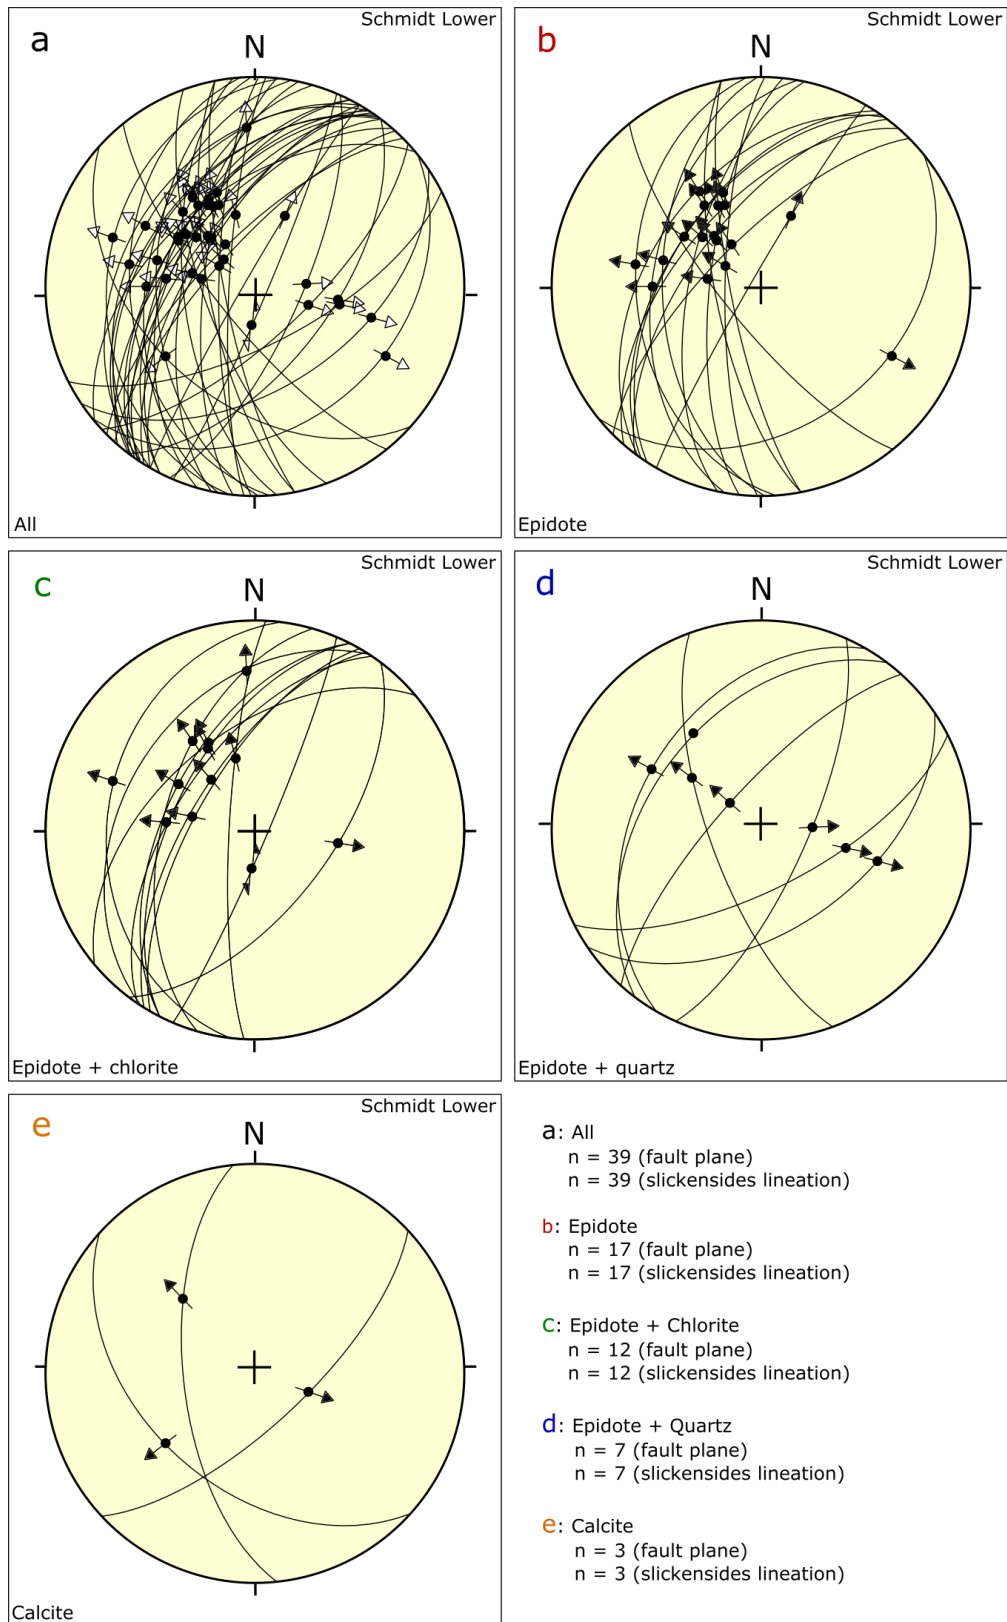 Schmidt Lower
a
N
All
Schmidt Lower
b
N
Epidote
Schmidt Lower
c
N
Epidote + chlorite
Schmidt Lower
d
N
Epidote + quartz
Schmidt Lower
e
N
Calcite
a: All
n = 39 (fault plane)
n = 39 (slickensides lineation)
b: Epidote
n = 17 (fault plane)
n = 17 (slickensides lineation)
c: Epidote + Chlorite
n = 12 (fault plane)
n = 12 (slickensides lineation)
d: Epidote + Quartz
n = 7 (fault plane)
n = 7 (slickensides lineation)
e: Calcite
n = 3 (fault plane)
n = 3 (slickensides lineation)